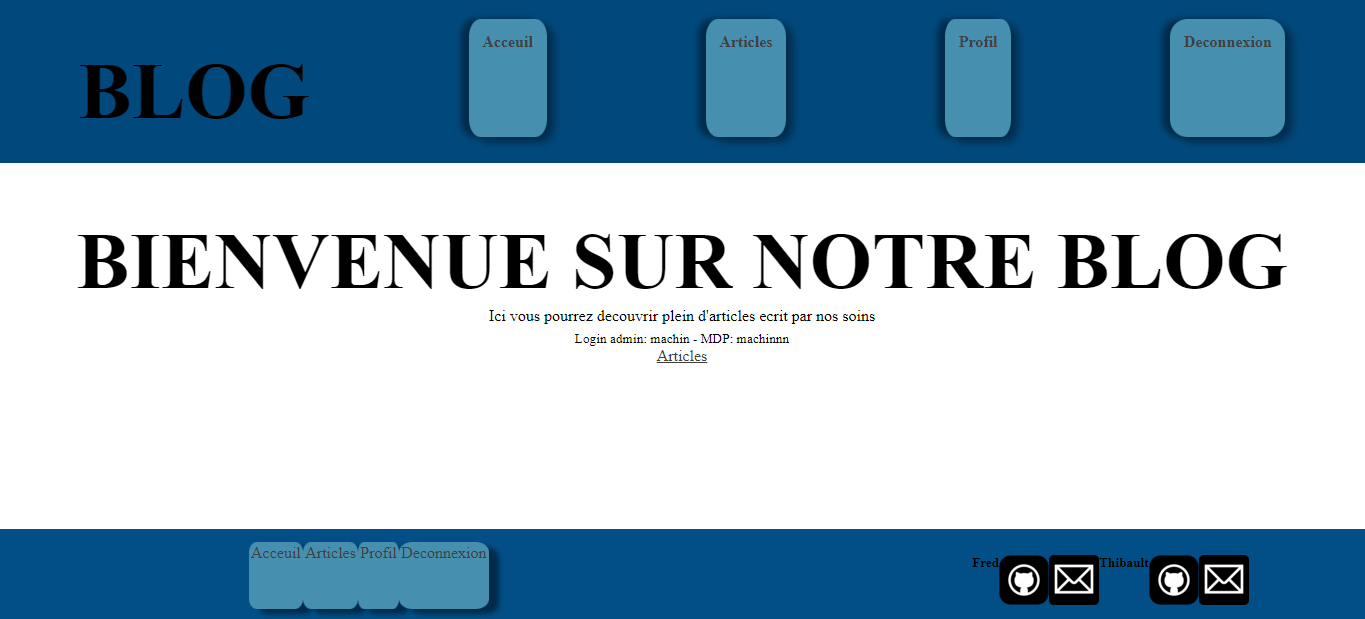 BLOG
Acceuil
Articles
Profil
Deconnexion
BIENVENUE SUR NOTRE BLOG
Ici vous pourrez decouvrir plein d'articles ecrit par nos soins
Login admin: machin - MDP: machinnn
Articles
Acceuil Articles Profil Deconnexion
Fred Thibault